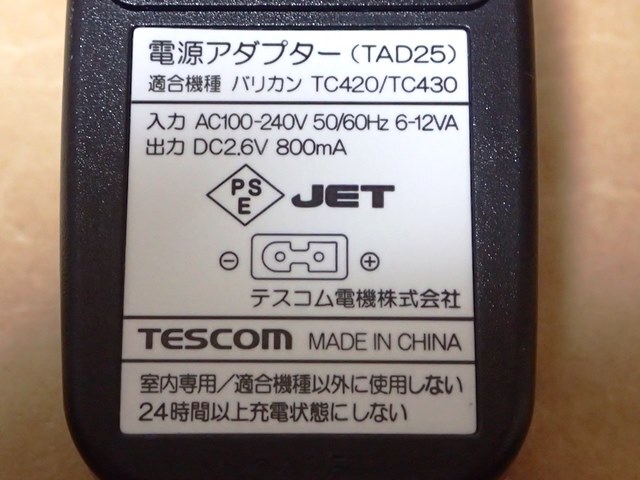 電源アダプター(TAD25)
適合機種 バリカン TC420/TC430
入力 AC100-240V 50/60Hz 6-12VA
出力 DC2.6V 800mA
PS
E
JET
⊖ ⊕
テスコム電機株式会社
TESCOM MADE IN CHINA
室内専用/適合機種以外に使用しない
24時間以上充電状態にしない